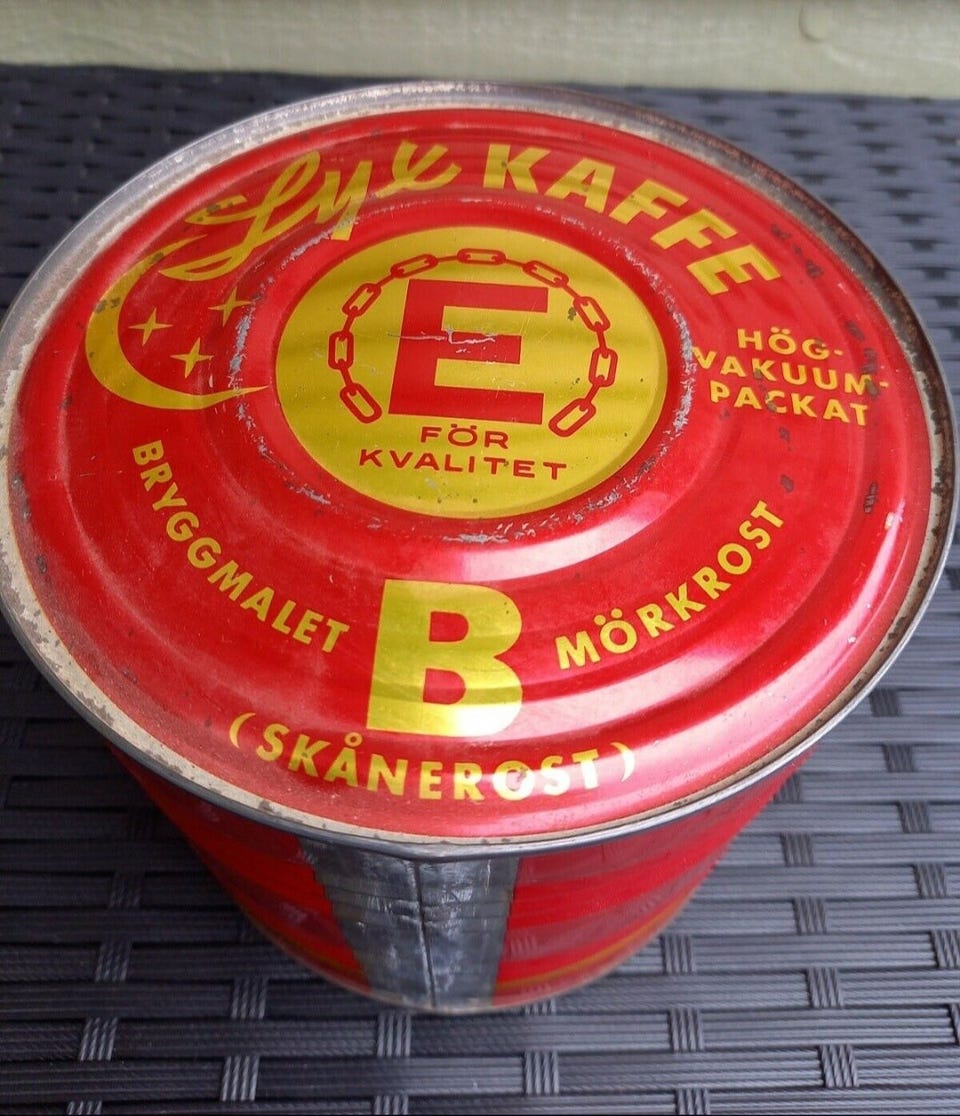 Lyx KAFFE
E
FÖR
KVALITET
HÖG-
VAKUUM-
PACKAT
BRYGGMALET
B
MÖRKROST
(SKÅNEROST)